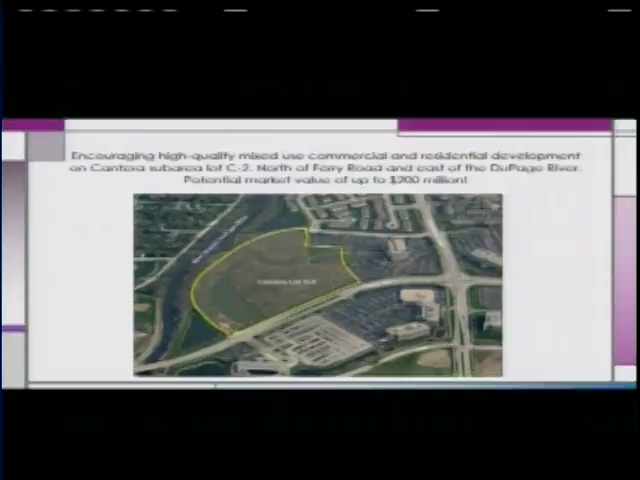 Encouraging high-quality mixed use commercial and residential development
on Cantera subarea lot C-2. North of Ferry Road and east of the DuPage River.
Potential market value of up to $200 million!